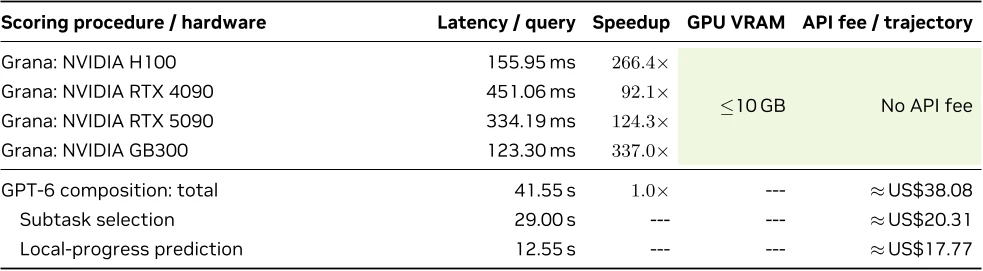 Scoring procedure / hardware Latency / query Speedup GPU VRAM API fee / trajectory
Grana: NVIDIA H100 155.95 ms 266.4×
Grana: NVIDIA RTX 4090 451.06 ms 92.1×
≤10 GB No API fee
Grana: NVIDIA RTX 5090 334.19 ms 124.3×
Grana: NVIDIA GB300 123.30 ms 337.0×
GPT-6 composition: total 41.55 s 1.0× --- ≈ US$38.08
Subtask selection 29.00 s --- --- ≈ US$20.31
Local-progress prediction 12.55 s --- --- ≈ US$17.77